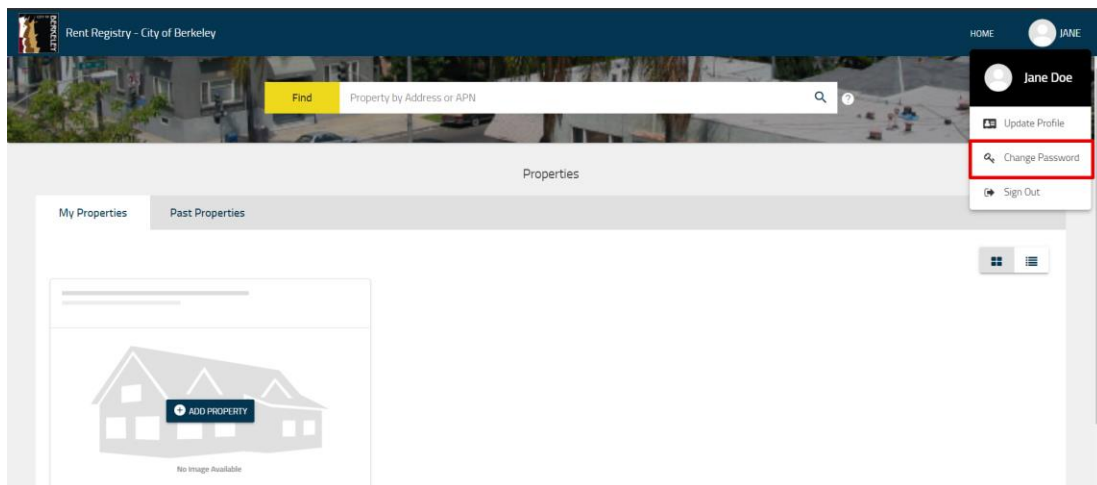 BERKELEY
Rent Registry - City of Berkeley
HOME
JANE
Jane Doe
Find
Property by Address or APN
?
Update Profile
Change Password
Sign Out
Properties
My Properties
Past Properties
ADD PROPERTY
No Image Available